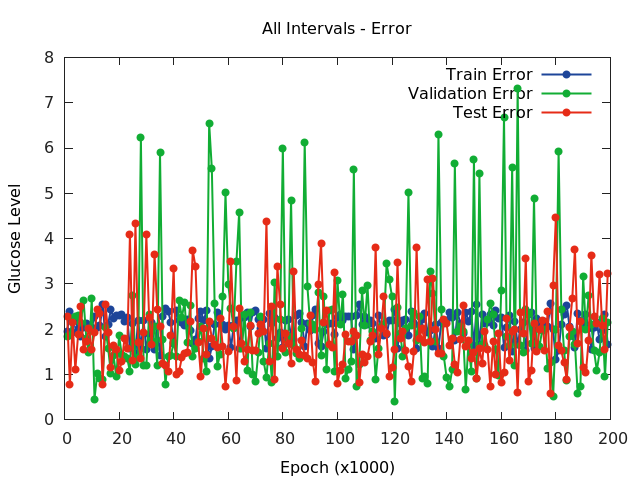 All Intervals - Error
Train Error
Validation Error
Test Error
Glucose Level
8
7
6
5
4
3
2
1
0
0 20 40 60 80 100 120 140 160 180 200
Epoch (x1000)